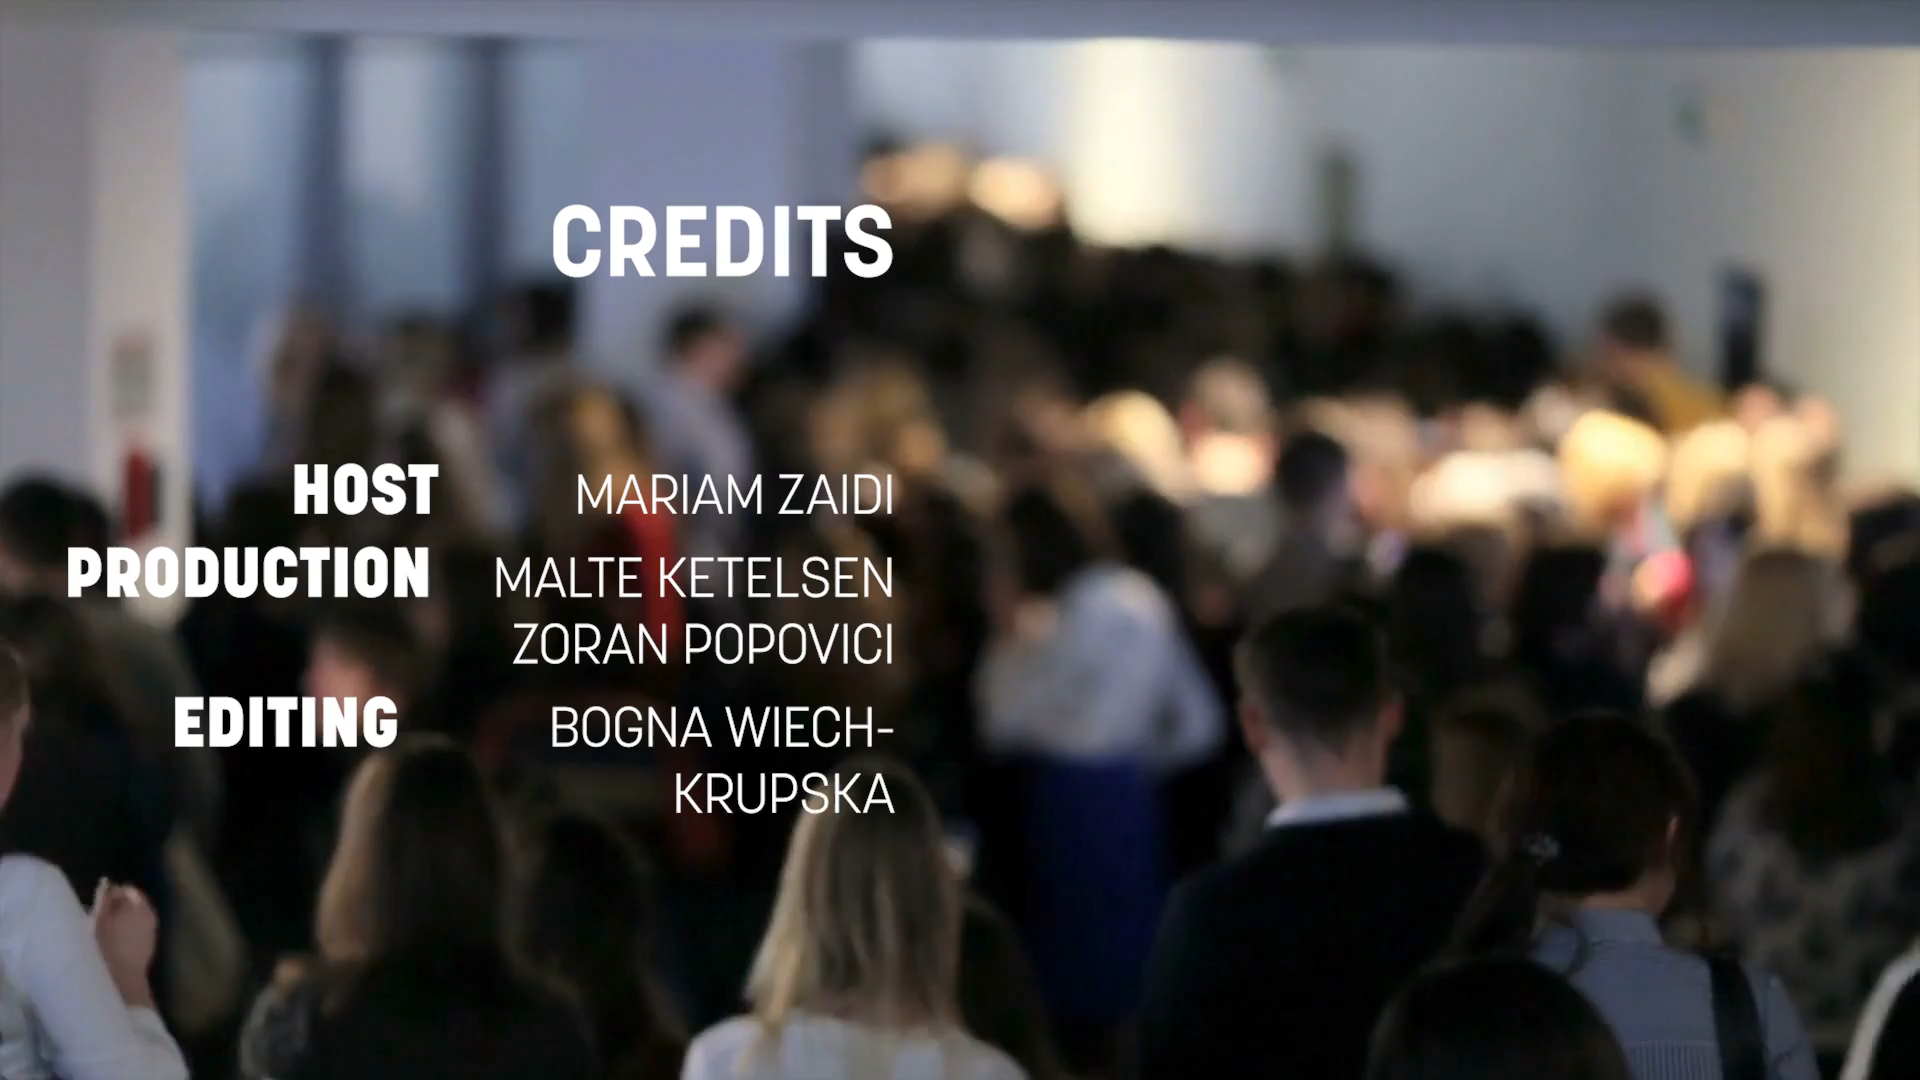 CREDITS
HOST MARIAM ZAIDI
PRODUCTION MALTE KETELSEN
ZORAN POPOVICI
EDITING BOGNA WIECH-
KRUPSKA